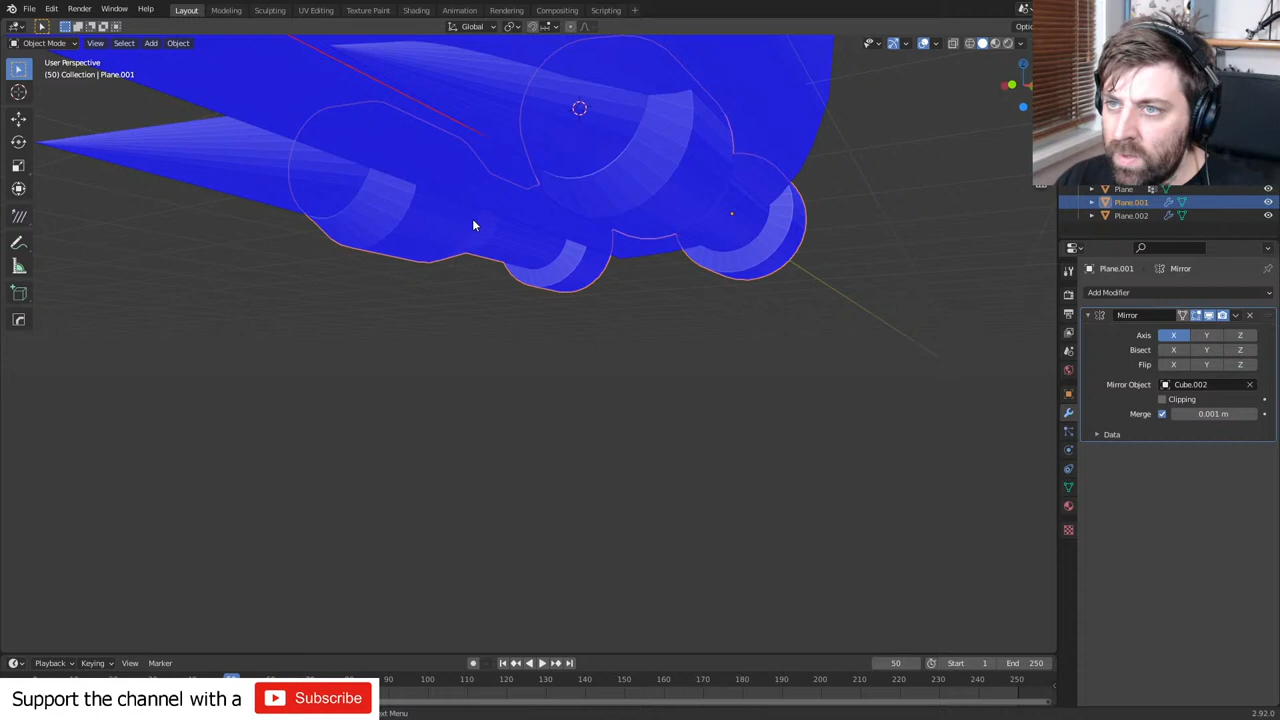 File Edit Render Window Help Layout Modeling Sculpting UV Editing Texture Paint Shading Animation Rendering Compositing Scripting +
Global
Object Mode View Select Add Object
User Perspective
(50) Collection | Plane.001
Plane
Plane.001
Plane.002
Plane.001 Mirror
Add Modifier
Mirror
Axis X Y Z
Bisect X Y Z
Flip X Y Z
Mirror Object Cube.002
Clipping
Merge 0.001 m
Data
Playback Keying View Marker 50 Start 1 End 250
100 110 120 130 140 150 160 170 180 190 200 210 220 230 240 250
Support the channel with a Subscribe
2.92.0